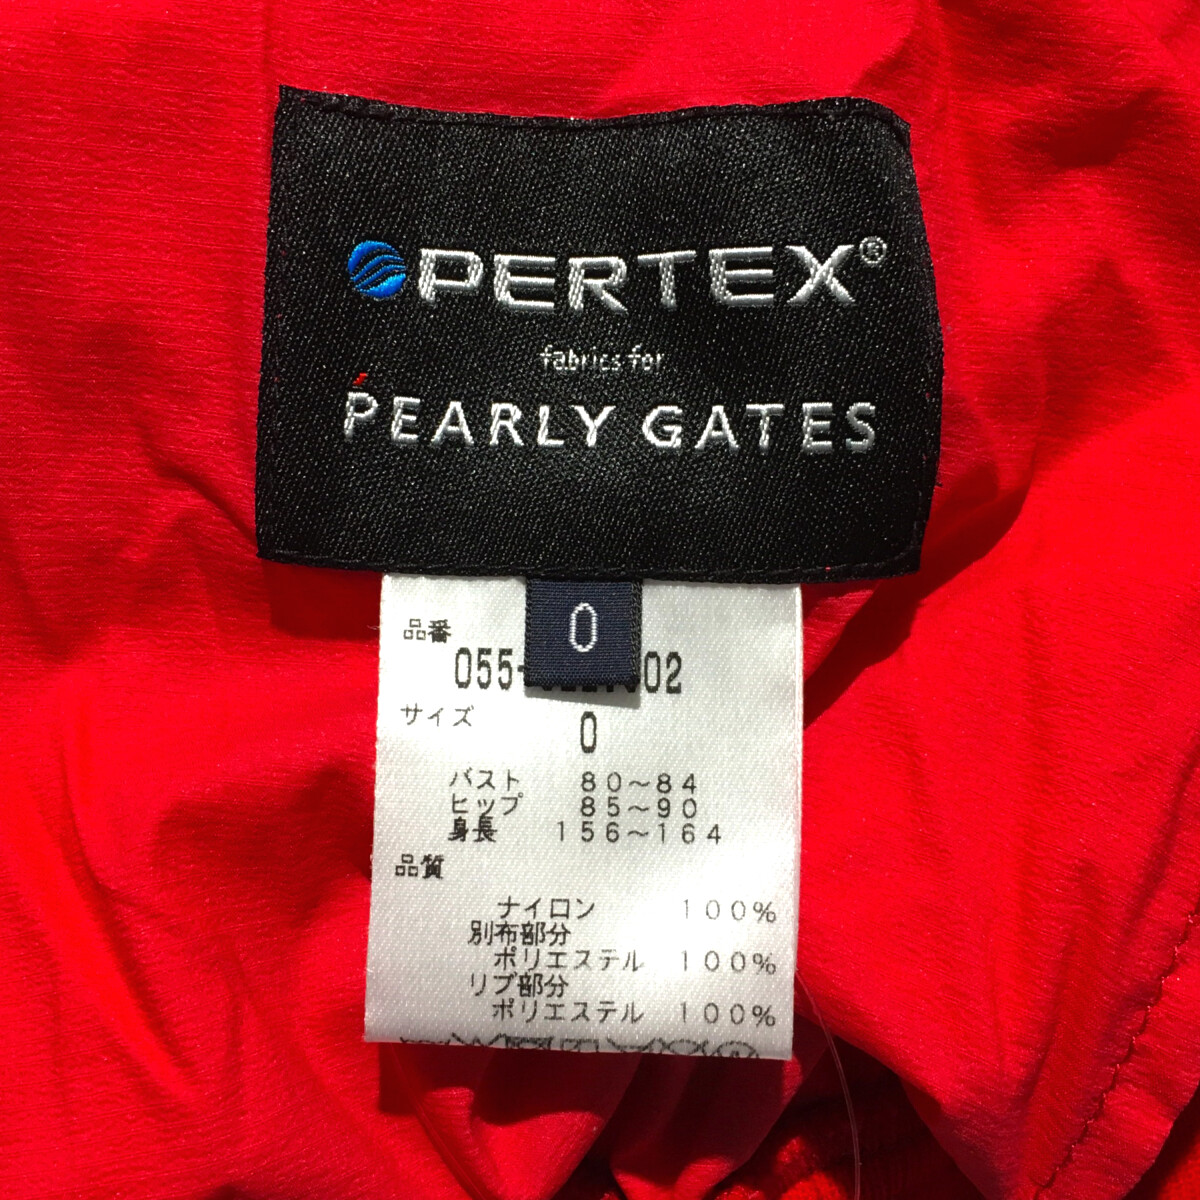 PERTEX®
fabrics for
PEARLY GATES
0
品番
サイズ
0
バスト 80~84
ヒップ 85~90
身長 156~164
品質
ナイロン 100%
別布部分
ポリエステル 100%
リブ部分
ポリエステル 100%